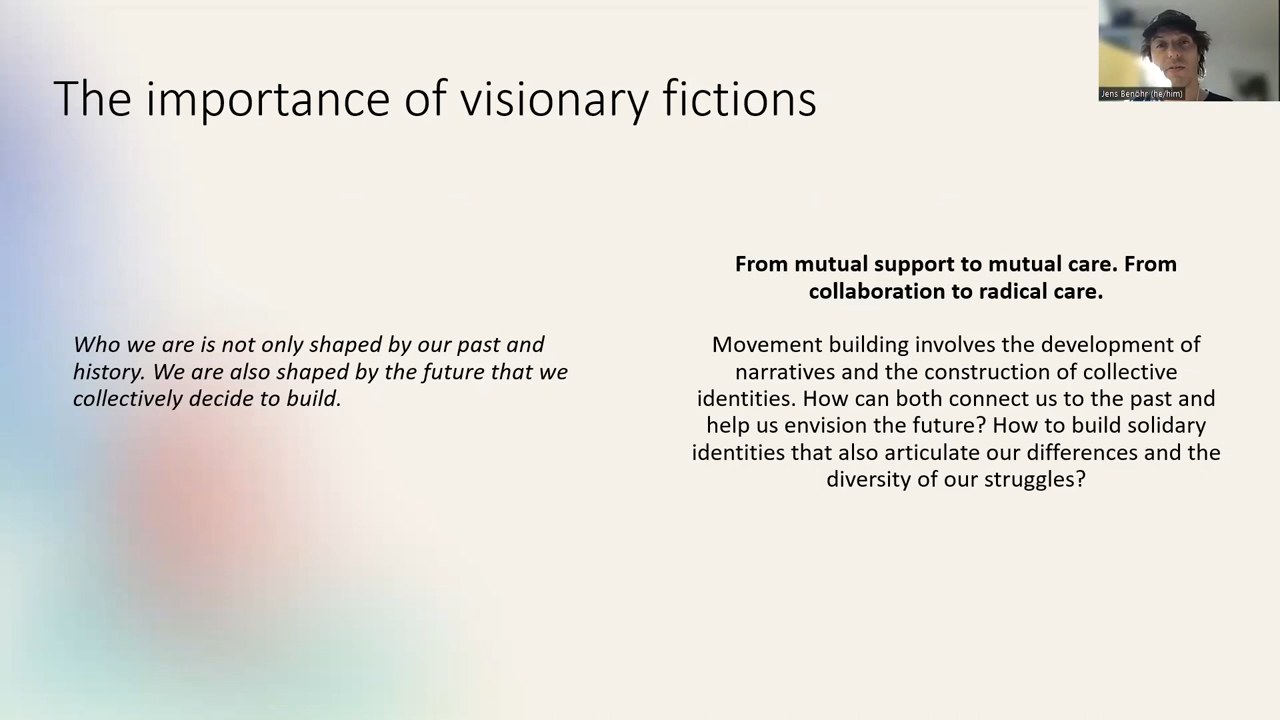 The importance of visionary fictions
Jens Benöhr (he/him)
Who we are is not only shaped by our past and
history. We are also shaped by the future that we
collectively decide to build.
From mutual support to mutual care. From
collaboration to radical care.
Movement building involves the development of
narratives and the construction of collective
identities. How can both connect us to the past and
help us envision the future? How to build solidary
identities that also articulate our differences and the
diversity of our struggles?